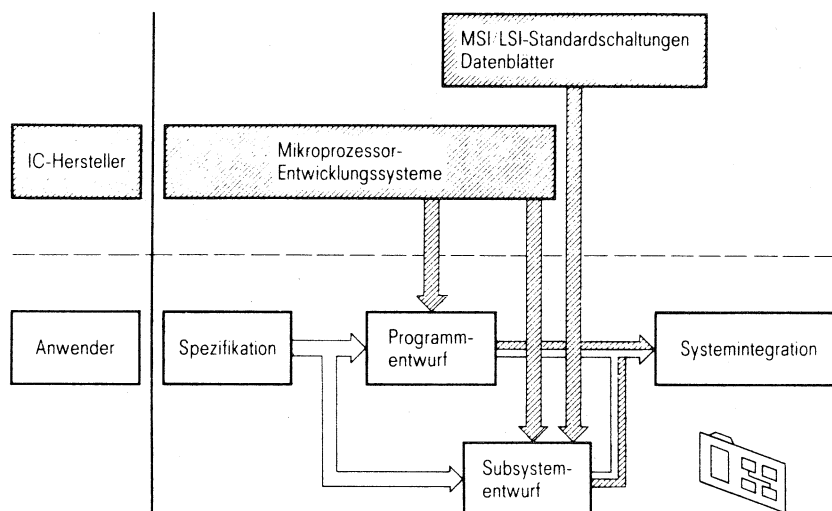 MSI/LSI-Standardschaltungen
Datenblätter
IC-Hersteller
Mikroprozessor-
Entwicklungssysteme
Anwender
Spezifikation
Programm-
entwurf
Systemintegration
Subsystem-
entwurf